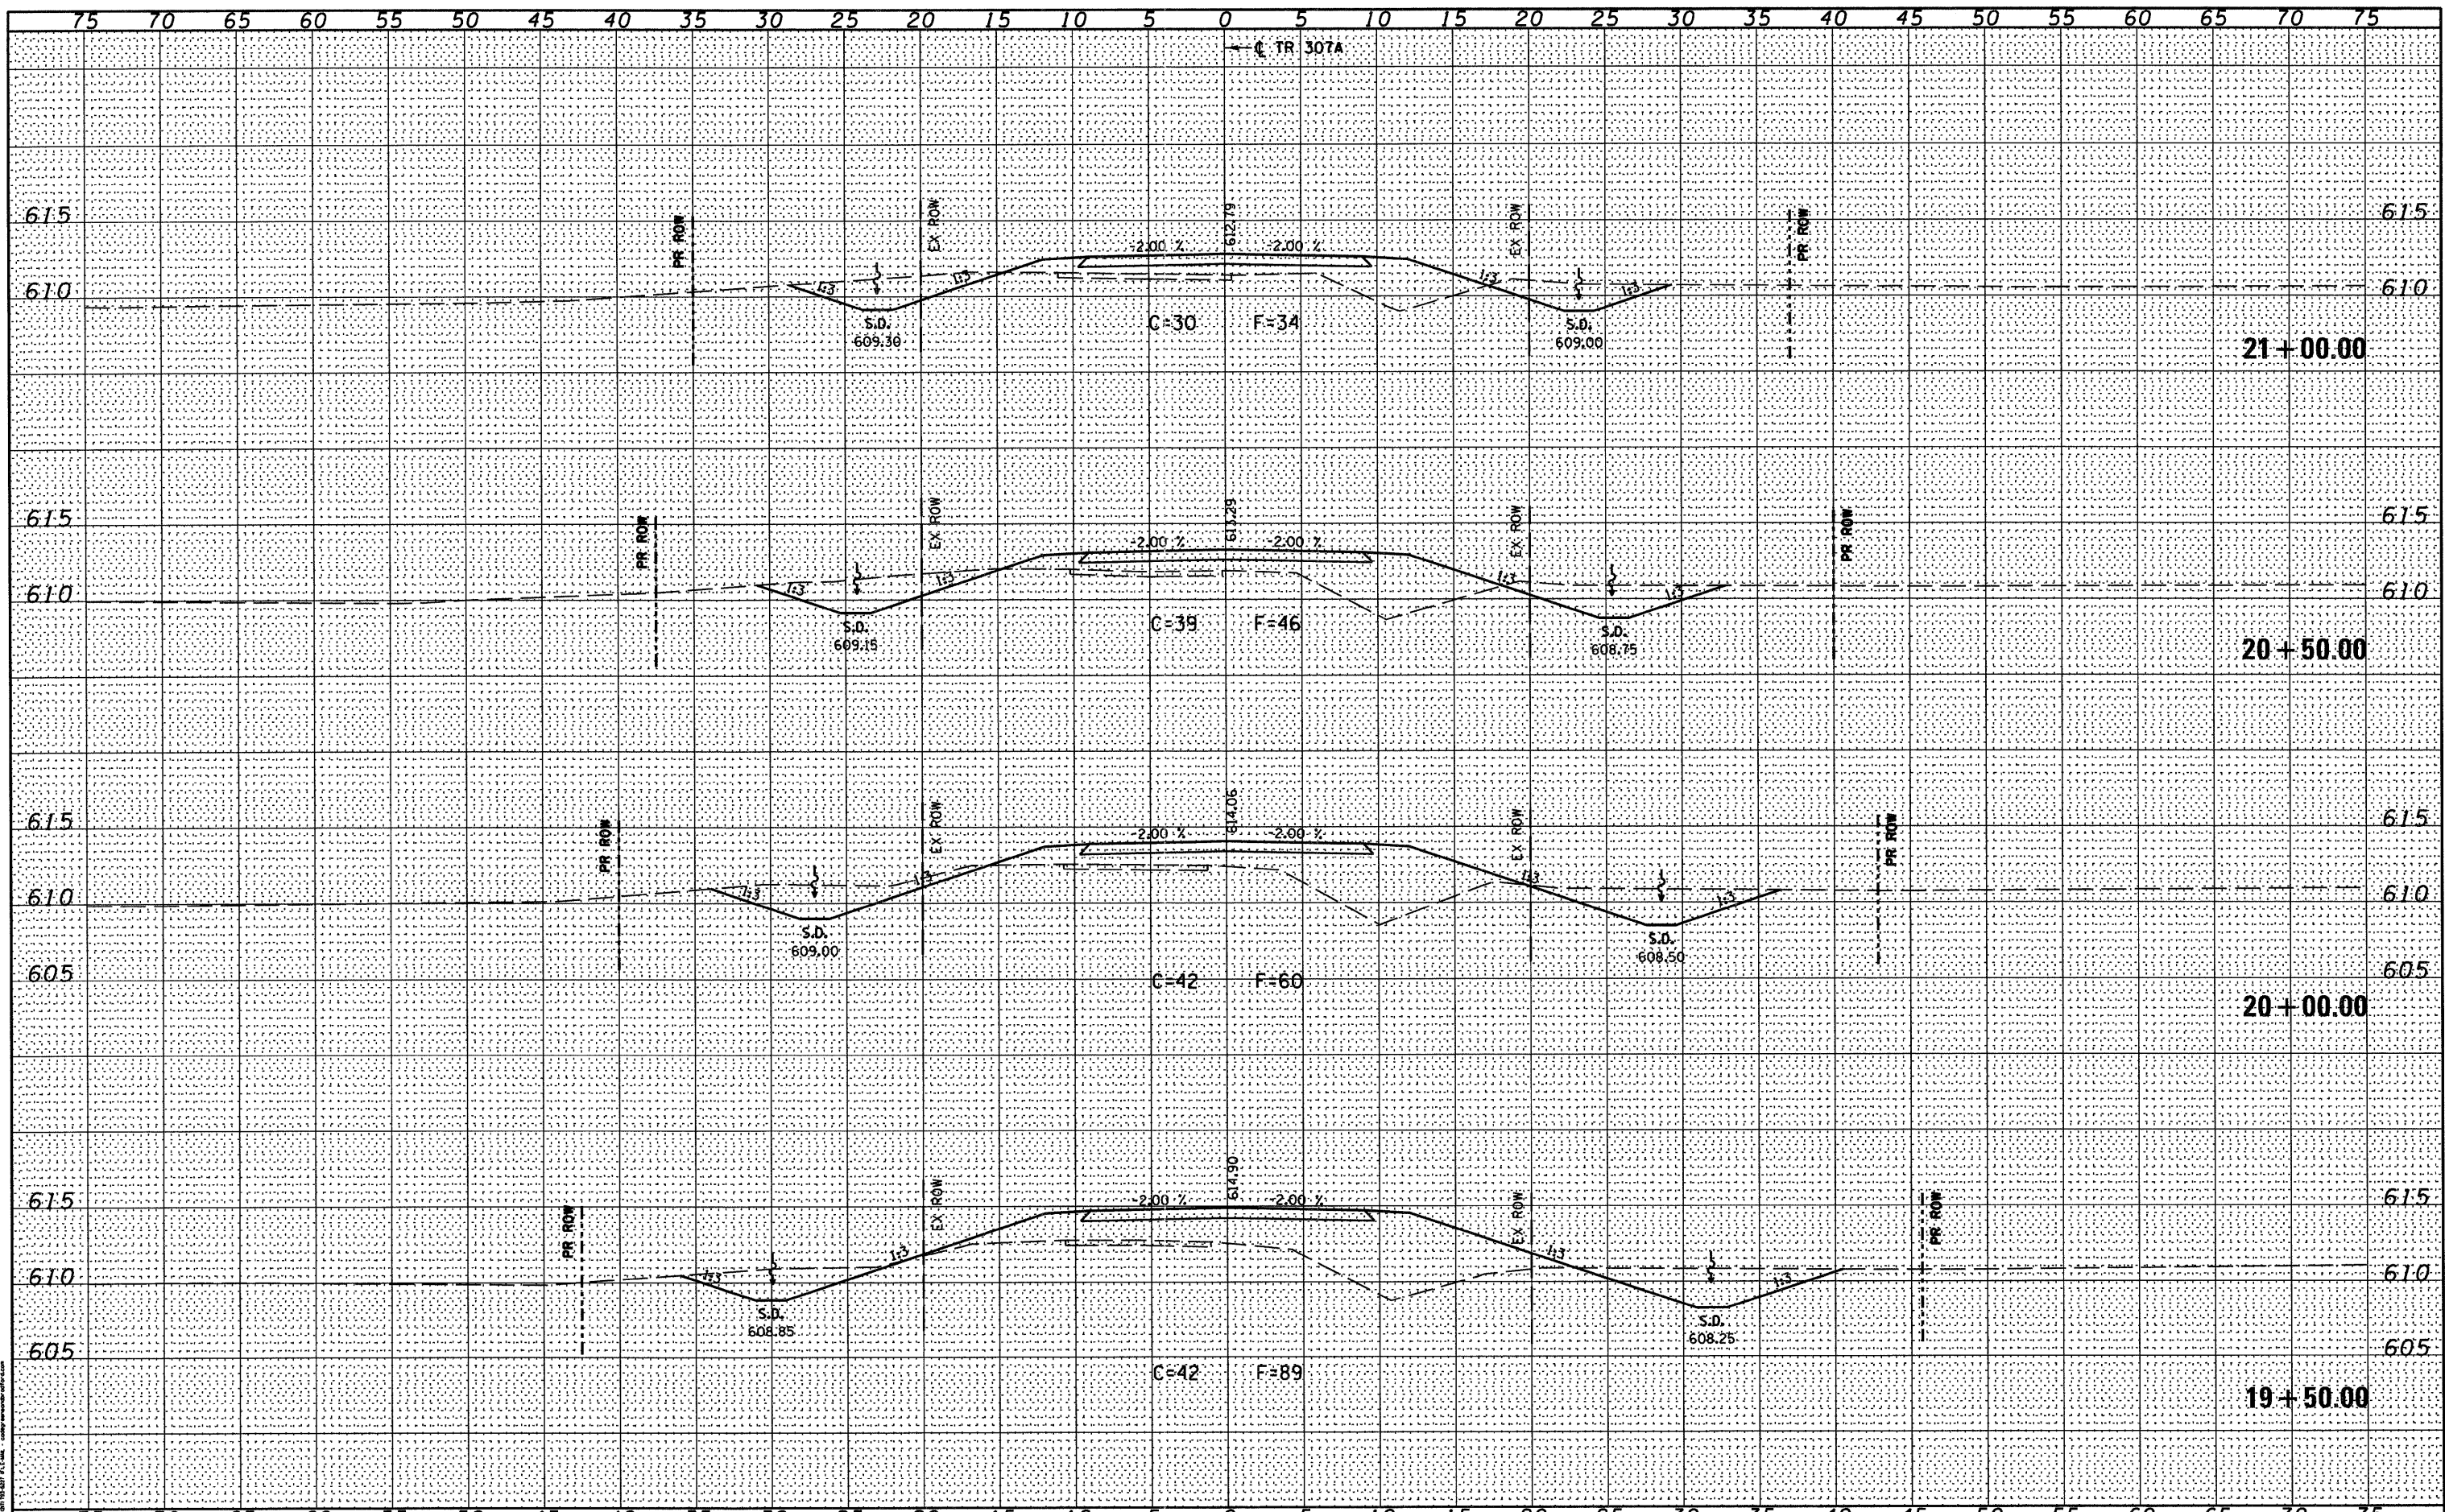 75 70 65 60 55 50 45 40 35 30 25 20 15 10 5 0 5 10 15 20 25 30 35 40 45 50 55 60 65 70 75
℄ TR 307A
615 PR ROW EX ROW 612.79 EX ROW PR ROW 615
-2.00 % -2.00 %
1:3 1:3 1:3 1:3
610 610
S.D. C=30 F=34 S.D.
609.30 609.00
21+00.00
615 PR ROW EX ROW 613.29 EX ROW PR ROW 615
-2.00 % -2.00 %
1:3 1:3 1:3 1:3
610 610
S.D. C=39 F=46 S.D.
609.15 608.75
20+50.00
615 PR ROW EX ROW 614.06 EX ROW PR ROW 615
-2.00 % -2.00 %
1:3 1:3 1:3 1:3
610 610
S.D. S.D.
609.00 608.50
605 C=42 F=60 605
20+00.00
615 PR ROW EX ROW 614.90 EX ROW PR ROW 615
-2.00 % -2.00 %
1:3 1:3 1:3 1:3
610 610
S.D. S.D.
608.85 608.25
605 605
C=42 F=89
19+50.00